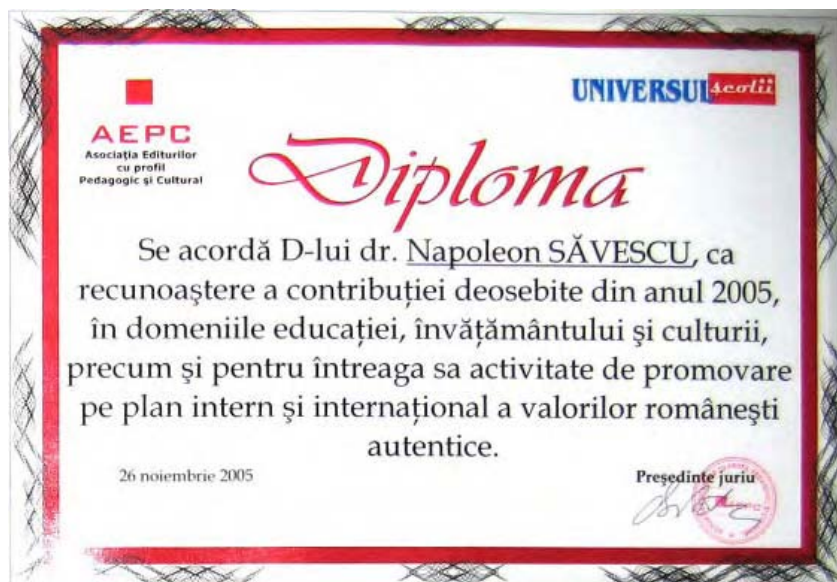 UNIVERSUL şcolii
AEPC
Asociaţia Editurilor
cu profil
Pedagogic şi Cultural
Diploma
Se acordă D-lui dr. Napoleon SĂVESCU, ca
recunoaştere a contribuţiei deosebite din anul 2005,
în domeniile educaţiei, învăţământului şi culturii,
precum şi pentru întreaga sa activitate de promovare
pe plan intern şi internaţional a valorilor româneşti
autentice.
26 noiembrie 2005
Preşedinte juriu